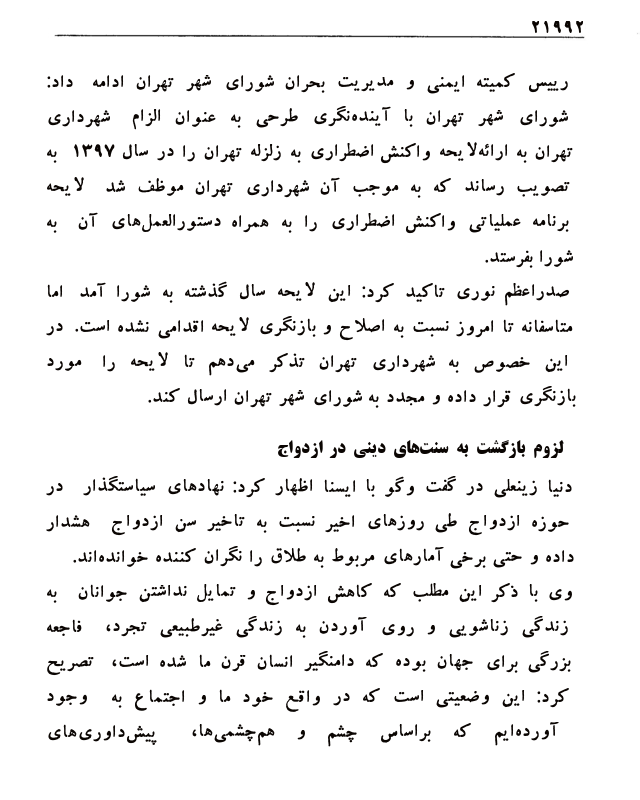 ۲۱۹۹۲
رییس کمیته ایمنی و مدیریت بحران شورای شهر تهران ادامه داد:
شورای شهر تهران با آینده‌نگری طرحی به عنوان الزام شهرداری
تهران به ارائه‌لایحه واکنش اضطراری به زلزله تهران را در سال ۱۳۹۷ به
تصویب رساند که به موجب آن شهرداری تهران موظف شد لایحه
برنامه عملیاتی واکنش اضطراری را به همراه دستورالعمل‌های آن به
شورا بفرستد.
صدراعظم نوری تاکید کرد: این لایحه سال گذشته به شورا آمد اما
متاسفانه تا امروز نسبت به اصلاح و بازنگری لایحه اقدامی نشده است. در
این خصوص به شهرداری تهران تذکر می‌دهم تا لایحه را مورد
بازنگری قرار داده و مجدد به شورای شهر تهران ارسال کند.
لزوم بازگشت به سنت‌های دینی در ازدواج
دنیا زینعلی در گفت وگو با ایسنا اظهار کرد: نهادهای سیاستگذار در
حوزه ازدواج طی روزهای اخیر نسبت به تاخیر سن ازدواج هشدار
داده و حتی برخی آمارهای مربوط به طلاق را نگران کننده خوانده‌اند.
وی با ذکر این مطلب که کاهش ازدواج و تمایل نداشتن جوانان به
زندگی زناشویی و روی آوردن به زندگی غیرطبیعی تجرد، فاجعه
بزرگی برای جهان بوده که دامنگیر انسان قرن ما شده است، تصریح
کرد: این وضعیتی است که در واقع خود ما و اجتماع به وجود
آورده‌ایم که براساس چشم و هم‌چشمی‌ها، پیش‌داوری‌های